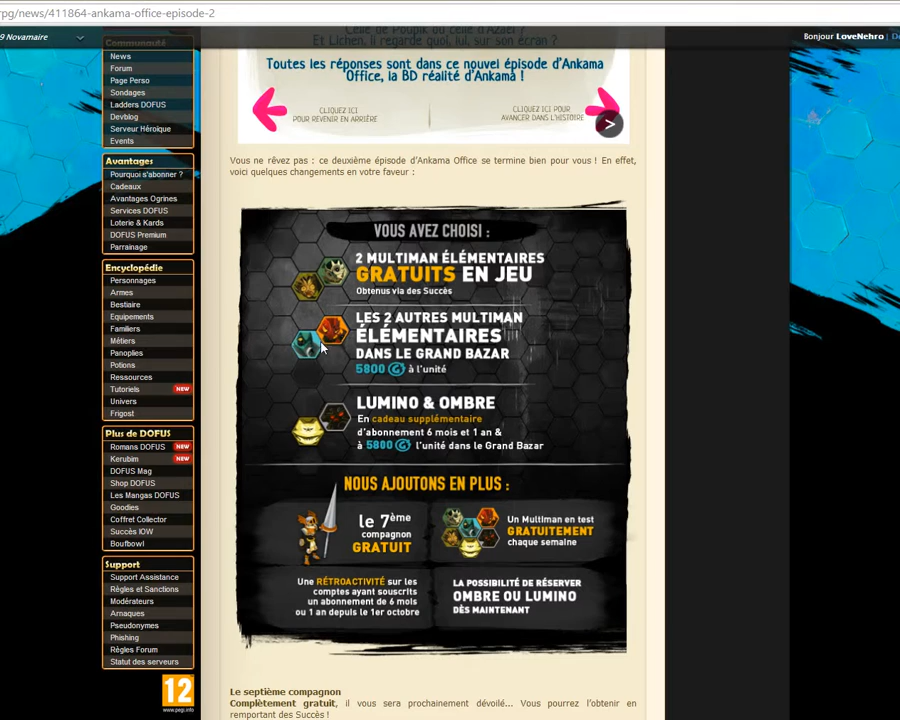 rpg/news/411864-ankama-office-episode-2
9 Novamaire
Bonjour LoveNehro
Communauté
News
Forum
Page Perso
Sondages
Ladders DOFUS
Devblog
Serveur Héroïque
Events
Avantages
Pourquoi s'abonner ?
Cadeaux
Avantages Ogrines
Services DOFUS
Loterie & Kards
DOFUS Premium
Parrainage
Encyclopédie
Personnages
Armes
Bestiaire
Equipements
Familiers
Métiers
Panoplies
Potions
Ressources
Tutoriels NEW
Univers
Frigost
Plus de DOFUS
Romans DOFUS NEW
Kerubim NEW
DOFUS Mag
Shop DOFUS
Les Mangas DOFUS
Goodies
Coffret Collector
Succès IOW
Boufbowl
Support
Support Assistance
Règles et Sanctions
Modérateurs
Arnaques
Pseudonymes
Phishing
Règles Forum
Statut des serveurs
12
www.pegi.info
Celle de Poupik ou celle d'Azael ?
Et Lichen, il regarde quoi, lui, sur son écran ?
Toutes les réponses sont dans ce nouvel épisode d'Ankama
Office, la BD réalité d'Ankama !
CLIQUEZ ICI
POUR REVENIR EN ARRIÈRE
CLIQUEZ ICI POUR
AVANCER DANS L'HISTOIRE
>
Vous ne rêvez pas : ce deuxième épisode d'Ankama Office se termine bien pour vous ! En effet,
voici quelques changements en votre faveur :
VOUS AVEZ CHOISI :
2 MULTIMAN ÉLÉMENTAIRES
GRATUITS EN JEU
Obtenus via des Succès
LES 2 AUTRES MULTIMAN
ÉLÉMENTAIRES
DANS LE GRAND BAZAR
5800 à l'unité
LUMINO & OMBRE
En cadeau supplémentaire
d'abonnement 6 mois et 1 an &
à 5800 l'unité dans le Grand Bazar
NOUS AJOUTONS EN PLUS :
le 7ème
compagnon
GRATUIT
Un Multiman en test
GRATUITEMENT
chaque semaine
Une RÉTROACTIVITÉ sur les
comptes ayant souscrits
un abonnement de 6 mois
ou 1 an depuis le 1er octobre
LA POSSIBILITÉ DE RÉSERVER
OMBRE OU LUMINO
DÈS MAINTENANT
Le septième compagnon
Complètement gratuit, il vous sera prochainement dévoilé... Vous pourrez l'obtenir en
remportant des Succès !